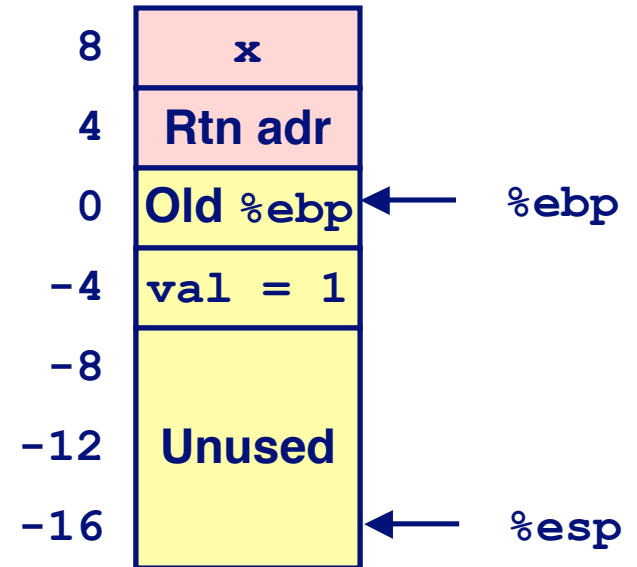 8 x
4 Rtn adr
0 Old %ebp %ebp
-4 val = 1
-8
-12 Unused
-16 %esp